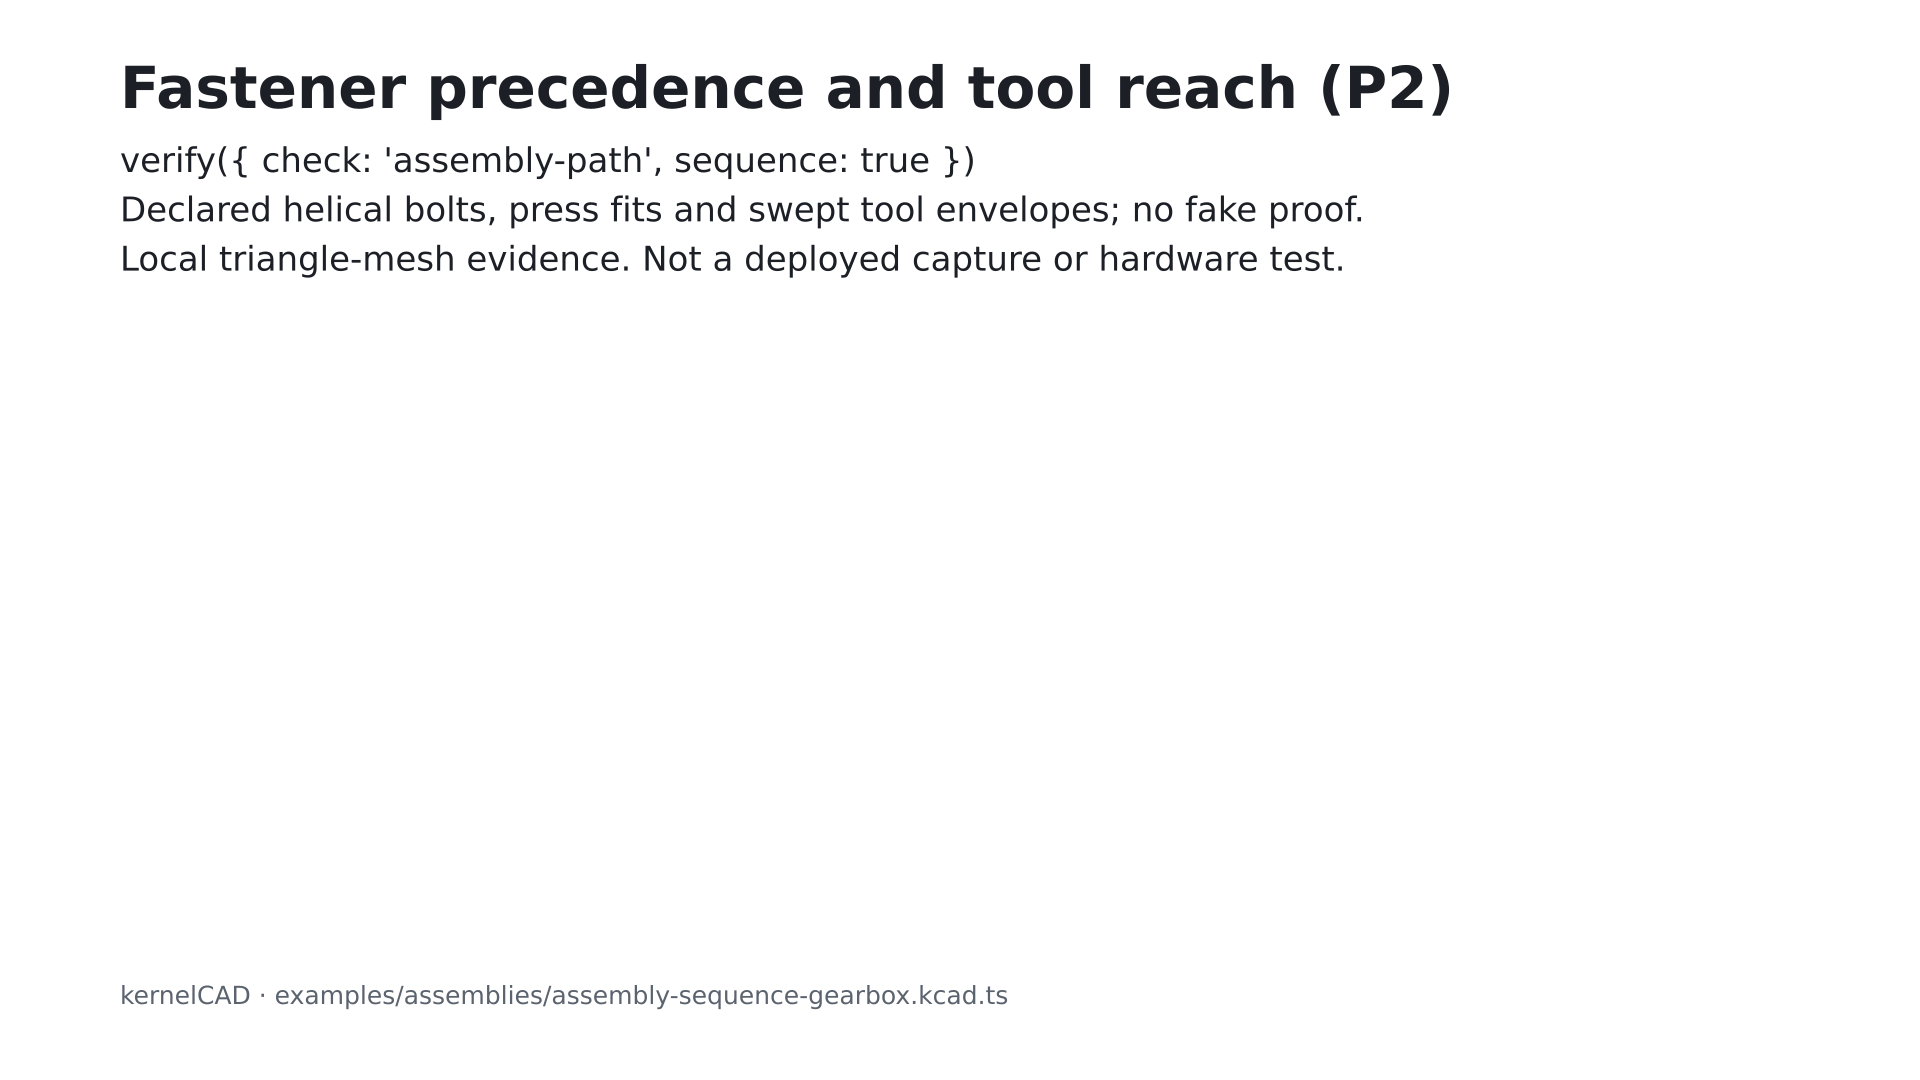 Fastener precedence and tool reach (P2)
verify({ check: 'assembly-path', sequence: true })
Declared helical bolts, press fits and swept tool envelopes; no fake proof.
Local triangle-mesh evidence. Not a deployed capture or hardware test.
kernelCAD · examples/assemblies/assembly-sequence-gearbox.kcad.ts